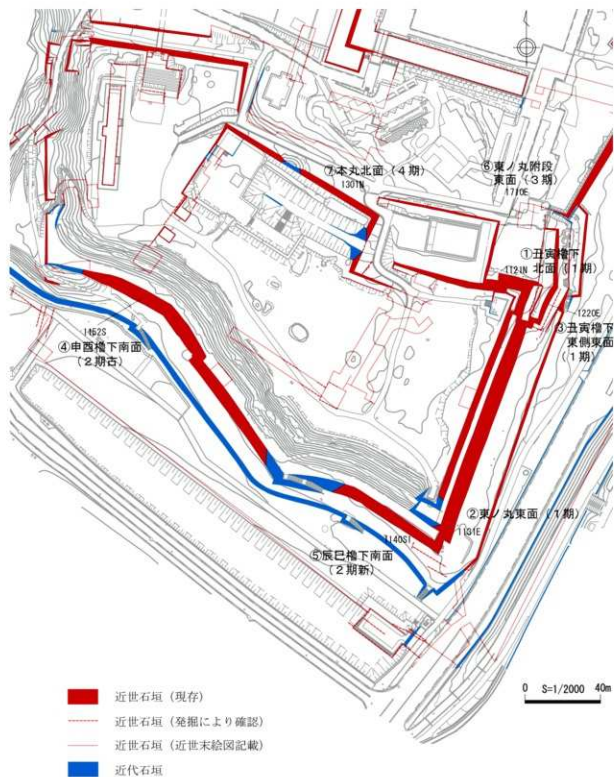 ⑦本丸北面(4期)
1301N
⑥東ノ丸附段
東面(3期)
1710E
①丑寅櫓下
北面(1期)
1121N
1220E
③丑寅櫓下
東側東面
(1期)
1152S
④申酉櫓下南面
(2期古)
②東ノ丸東面(1期)
1131E
1140S1
⑤辰巳櫓下南面
(2期新)
0 S=1/2000 40m
近世石垣(現存)
近世石垣(発掘により確認)
近世石垣(近世末絵図記載)
近代石垣